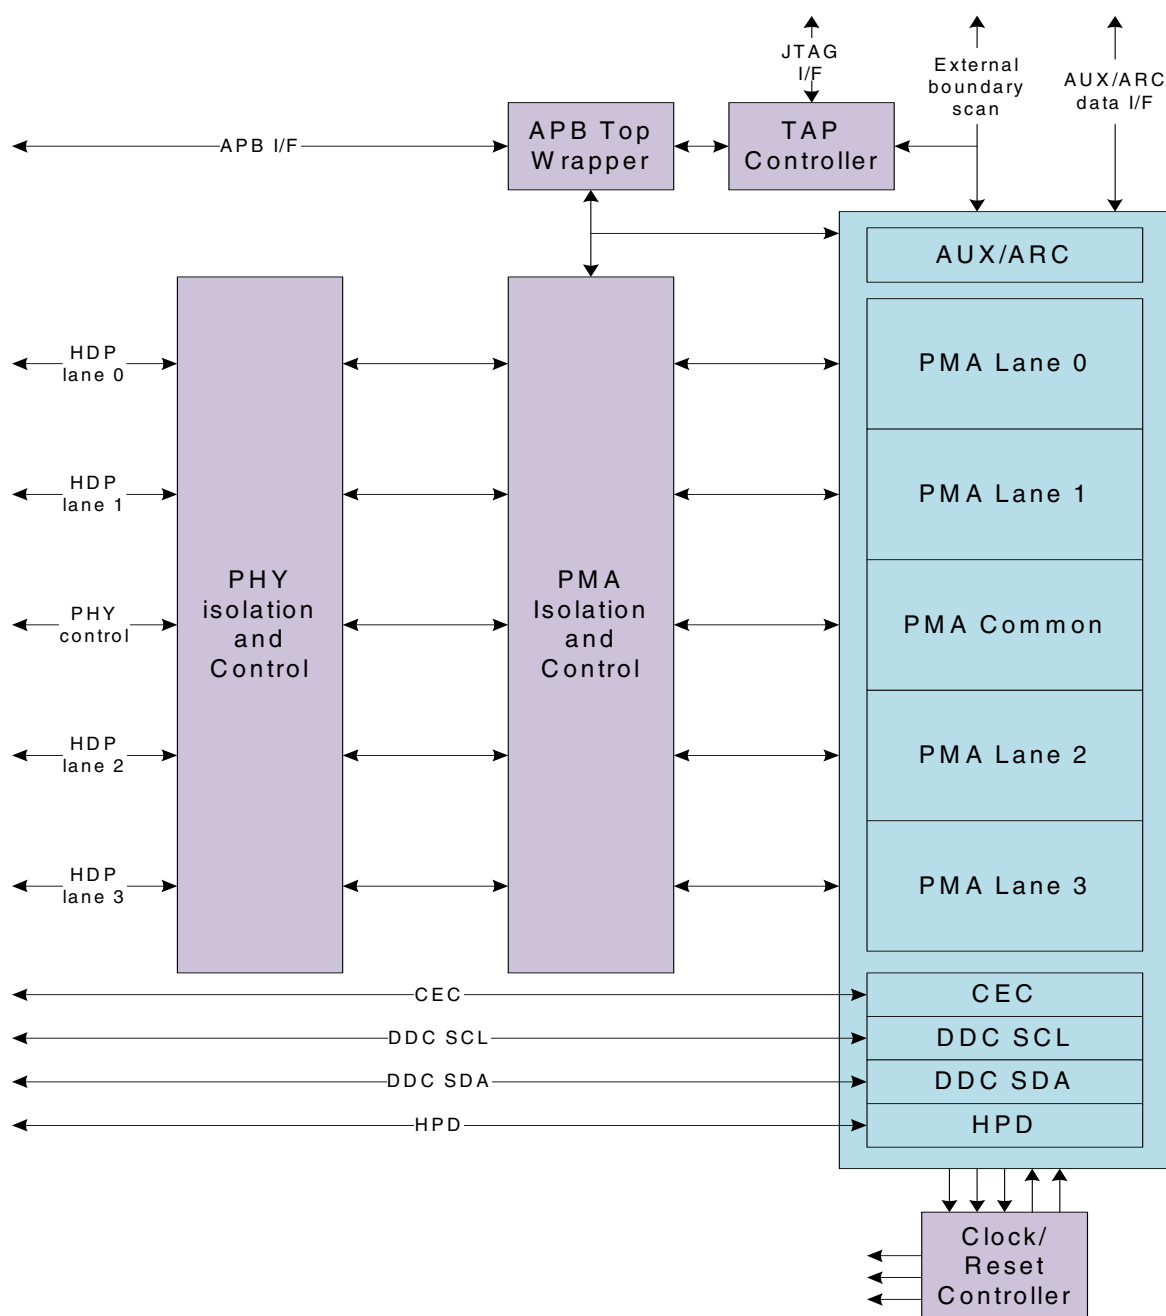 JTAG
I/F
External
boundary
scan
AUX/ARC
data I/F
APB I/F
APB Top
Wrapper
TAP
Controller
AUX/ARC
HDP
lane 0
PMA Lane 0
HDP
lane 1
PMA Lane 1
PHY
control
PHY
isolation
and
Control
PMA
Isolation
and
Control
PMA Common
HDP
lane 2
PMA Lane 2
HDP
lane 3
PMA Lane 3
CEC
CEC
DDC SCL
DDC SCL
DDC SDA
DDC SDA
HPD
HPD
Clock/
Reset
Controller